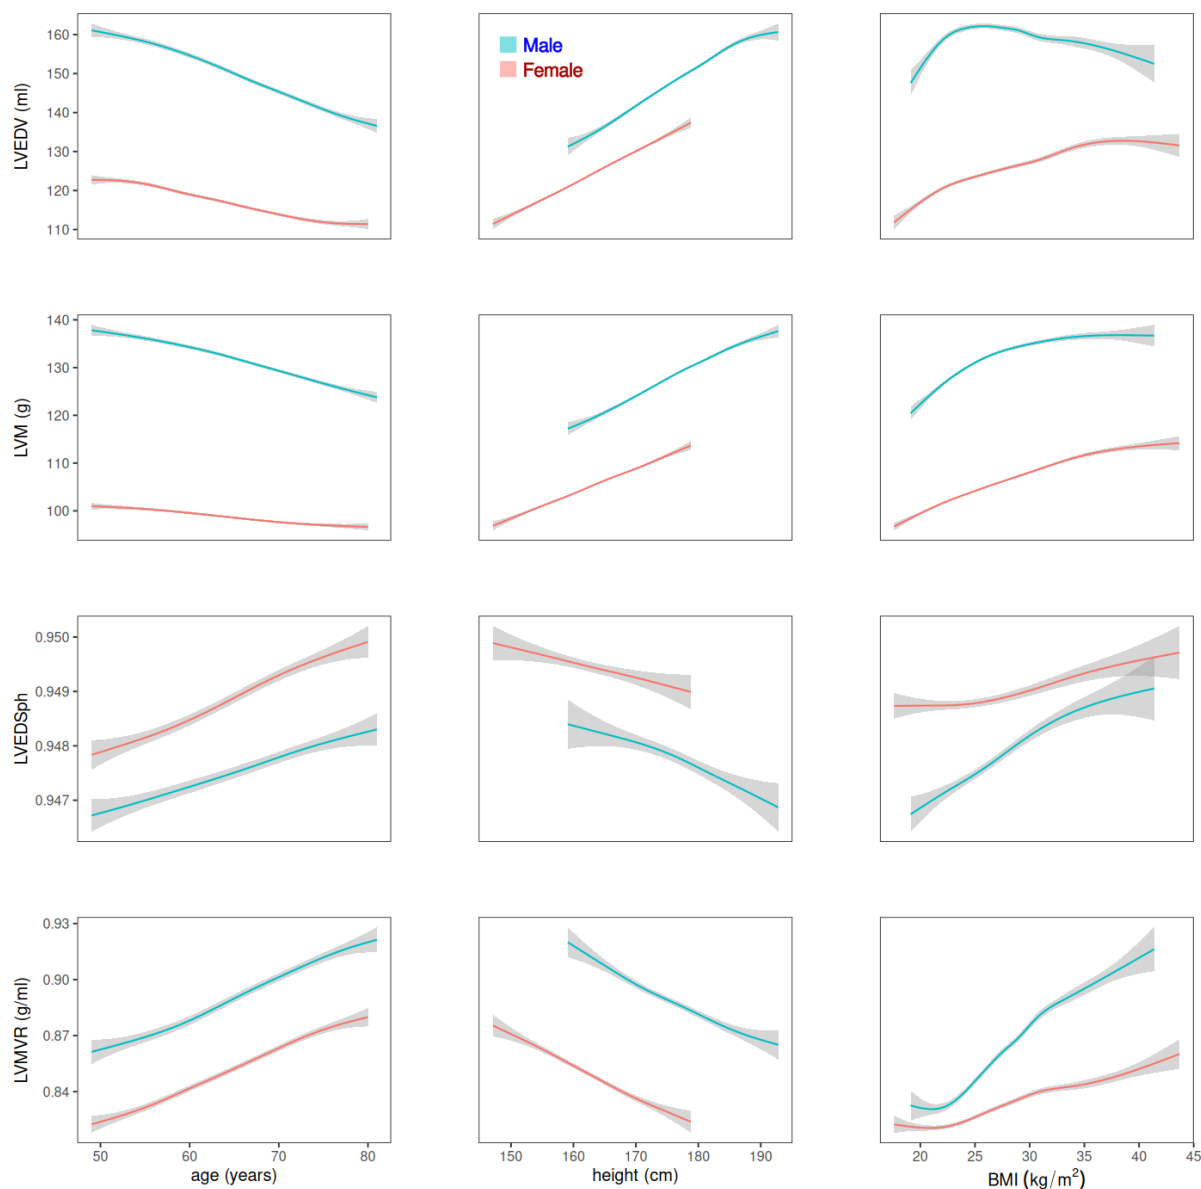 LVEDV (ml)
160
150
140
130
120
110
Male
Female
LVM (g)
140
130
120
110
100
LVEDSph
0.950
0.949
0.948
0.947
LVMVR (g/ml)
0.93
0.90
0.87
0.84
50 60 70 80
age (years)
150 160 170 180 190
height (cm)
20 25 30 35 40 45
BMI (kg/m²)